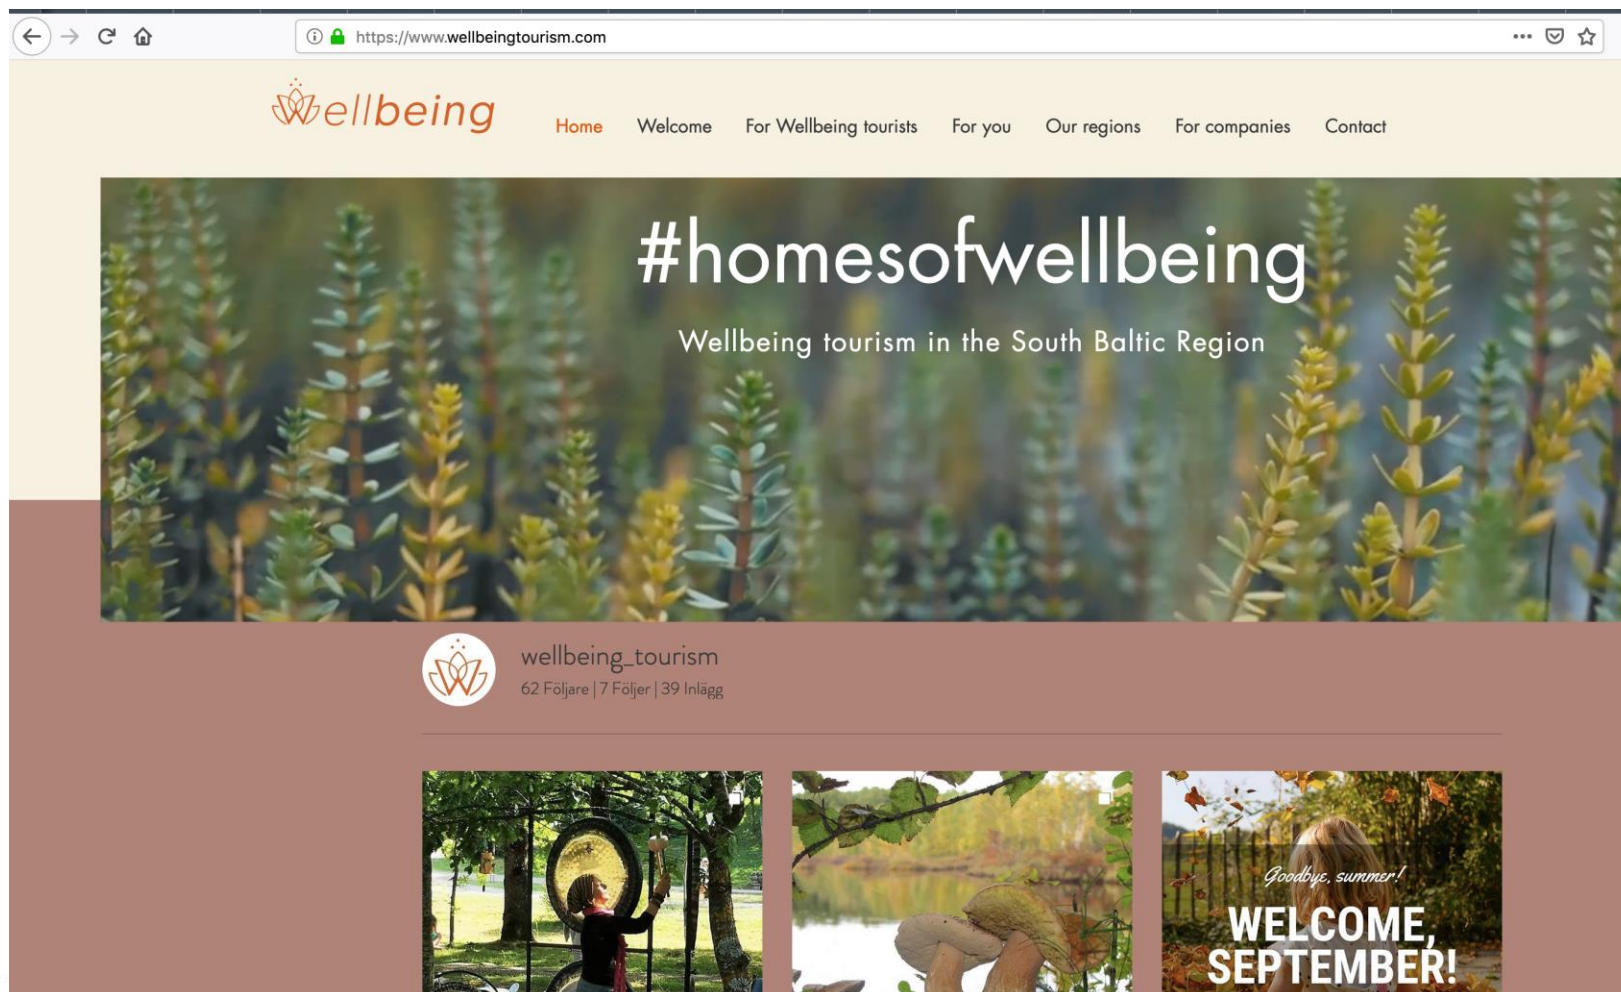 https://www.wellbeingtourism.com
Wellbeing
Home Welcome For Wellbeing tourists For you Our regions For companies Contact
#homesofwellbeing
Wellbeing tourism in the South Baltic Region
wellbeing_tourism
62 Följare | 7 Följer | 39 Inlägg
Goodbye, summer!
WELCOME,
SEPTEMBER!